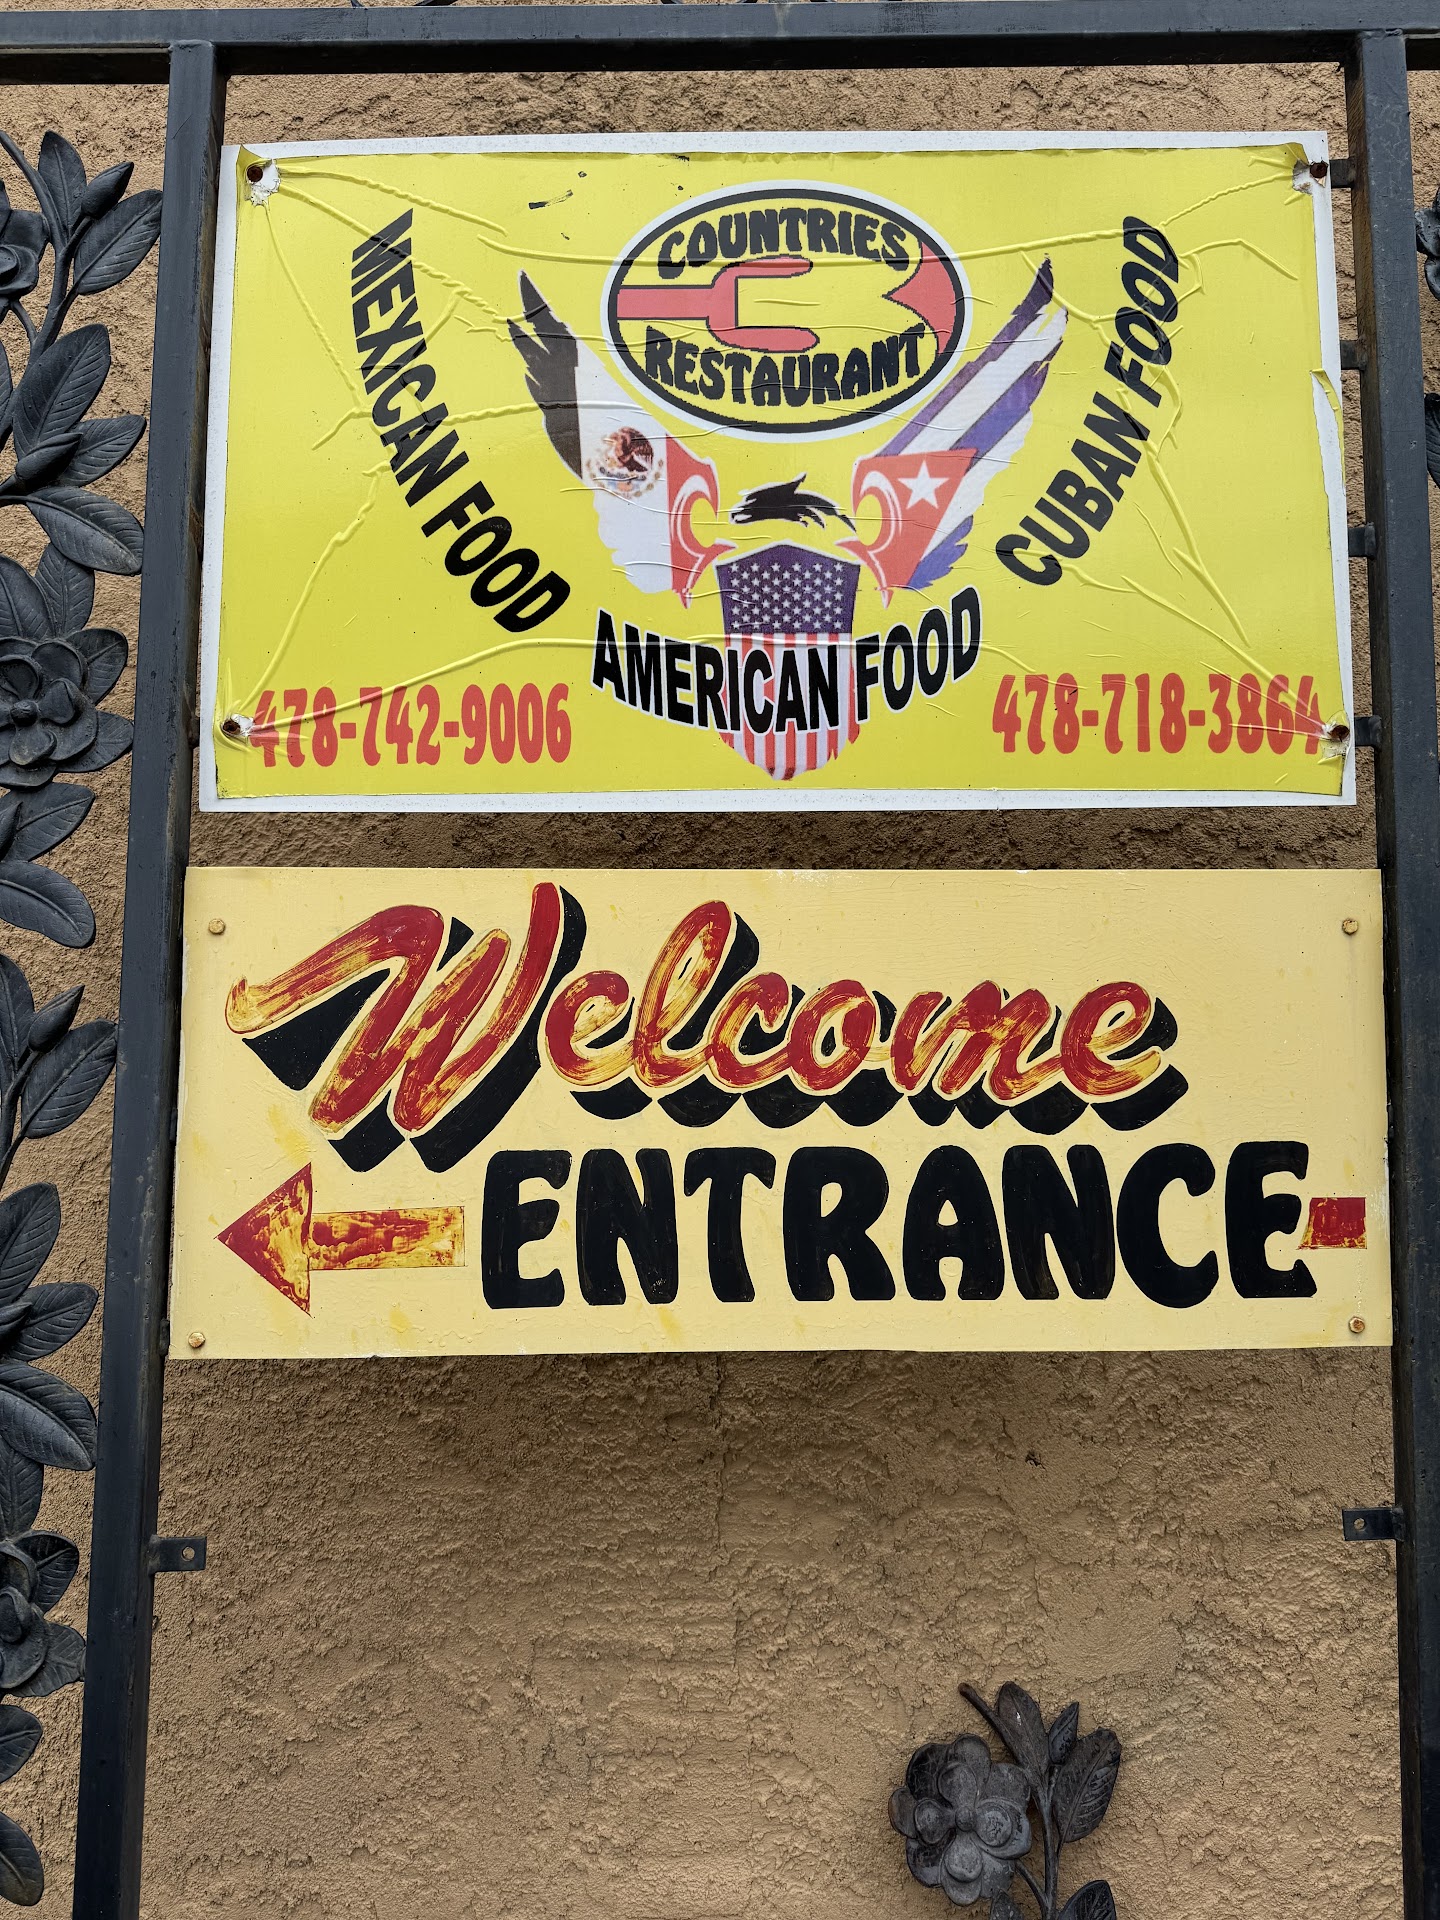 COUNTRIES
3
RESTAURANT
MEXICAN FOOD
CUBAN FOOD
AMERICAN FOOD
478-742-9006
478-718-3864
Welcome
ENTRANCE